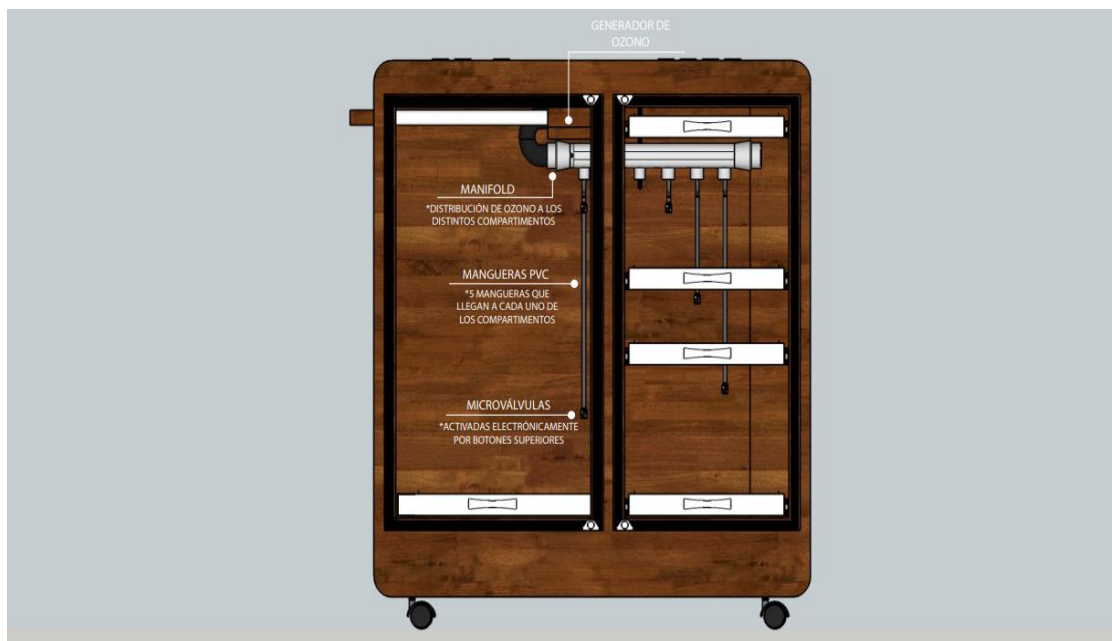 GENERADOR DE
OZONO
MANIFOLD
*DISTRIBUCIÓN DE OZONO A LOS
DISTINTOS COMPARTIMENTOS
MANGUERAS PVC
*5 MANGUERAS QUE
LLEGAN A CADA UNO DE
LOS COMPARTIMENTOS
MICROVÁLVULAS
*ACTIVADAS ELECTRÓNICAMENTE
POR BOTONES SUPERIORES